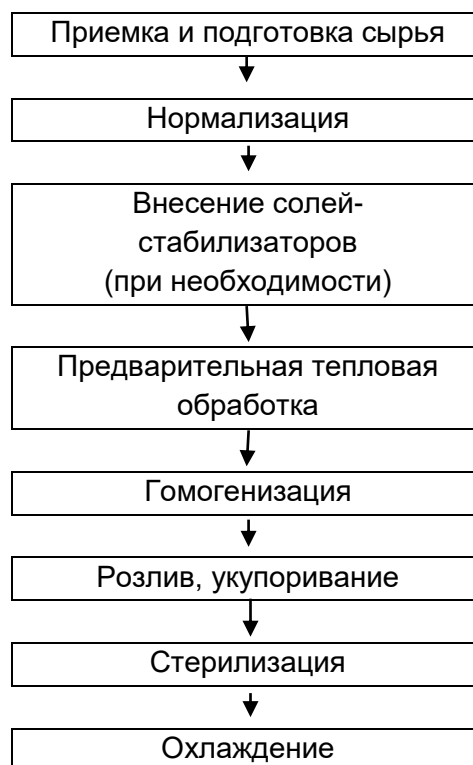 Приемка и подготовка сырья
Нормализация
Внесение солей-
стабилизаторов
(при необходимости)
Предварительная тепловая
обработка
Гомогенизация
Розлив, укупоривание
Стерилизация
Охлаждение